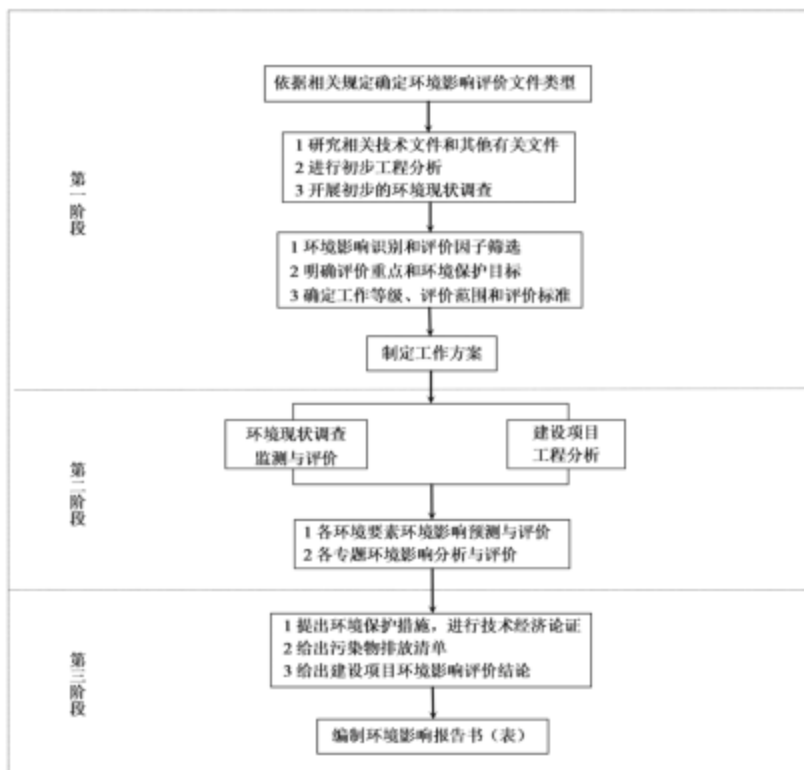 依据相关规定确定环境影响评价文件类型
1 研究相关技术文件和其他有关文件
2 进行初步工程分析
3 开展初步的环境现状调查
第一阶段
1 环境影响识别和评价因子筛选
2 明确评价重点和环境保护目标
3 确定工作等级、评价范围和评价标准
制定工作方案
环境现状调查
监测与评价
建设项目
工程分析
第二阶段
1 各环境要素环境影响预测与评价
2 各专题环境影响分析与评价
1 提出环境保护措施，进行技术经济论证
2 给出污染物排放清单
3 给出建设项目环境影响评价结论
第三阶段
编制环境影响报告书（表）